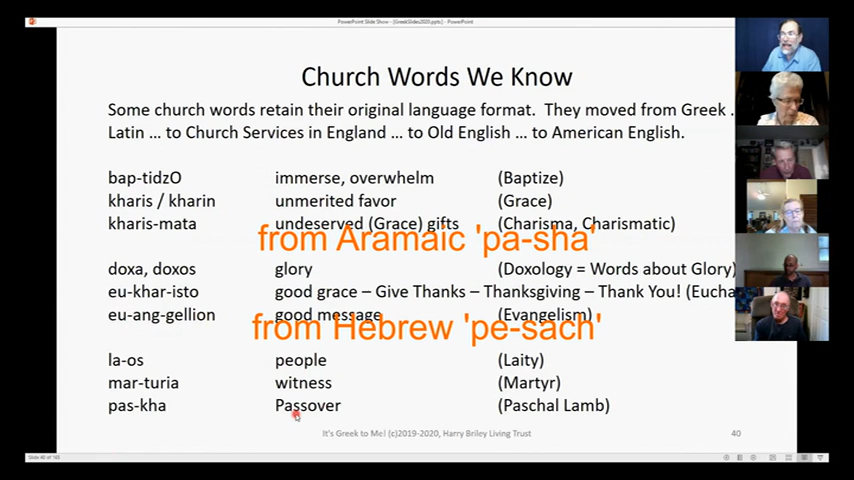 PowerPoint Slide Show - [GreekSlides2020.pptx] - PowerPoint
Church Words We Know
Some church words retain their original language format. They moved from Greek ..
Latin ... to Church Services in England ... to Old English ... to American English.
bap-tidzO immerse, overwhelm (Baptize)
kharis / kharin unmerited favor (Grace)
kharis-mata undeserved (Grace) gifts (Charisma, Charismatic)
from Aramaic 'pa-sha'
doxa, doxos glory (Doxology = Words about Glory)
eu-khar-isto good grace – Give Thanks – Thanksgiving – Thank You! (Eucha
eu-ang-gellion good message (Evangelism)
from Hebrew 'pe-sach'
la-os people (Laity)
mar-turia witness (Martyr)
pas-kha Passover (Paschal Lamb)
It's Greek to Me! (c)2019-2020, Harry Briley Living Trust 40